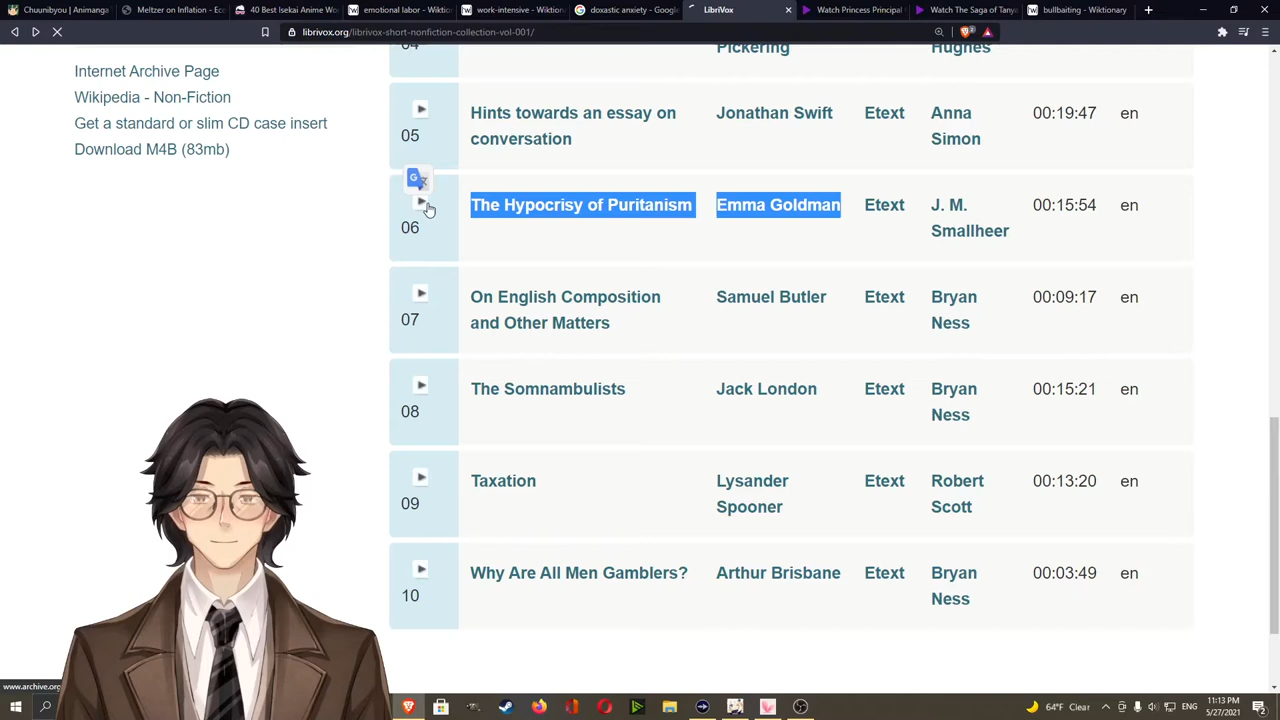 Chuunibyou | Animanga
Meltzer on Inflation - Eco
40 Best Isekai Anime Wo
emotional labor - Wiktio
work-instinct - Wiktiona
doxastic anxiety - Google
LibriVox
Watch Princess Principal
Watch The Saga of Tanya
bullbaiting - Wiktionary
librivox.org/librivox-short-nonfiction-collection-vol-001/
Internet Archive Page
Wikipedia - Non-Fiction
Get a standard or slim CD case insert
Download M4B (83mb)
04 Pickering Hughes
05 Hints towards an essay on Jonathan Swift Etext Anna 00:19:47 en
conversation Simon
06 The Hypocrisy of Puritanism Emma Goldman Etext J. M. 00:15:54 en
Smallheer
07 On English Composition Samuel Butler Etext Bryan 00:09:17 en
and Other Matters Ness
08 The Somnambulists Jack London Etext Bryan 00:15:21 en
Ness
09 Taxation Lysander Etext Robert 00:13:20 en
Spooner Scott
10 Why Are All Men Gamblers? Arthur Brisbane Etext Bryan 00:03:49 en
Ness
www.archive.org
64°F Clear
11:13 PM
5/27/2021